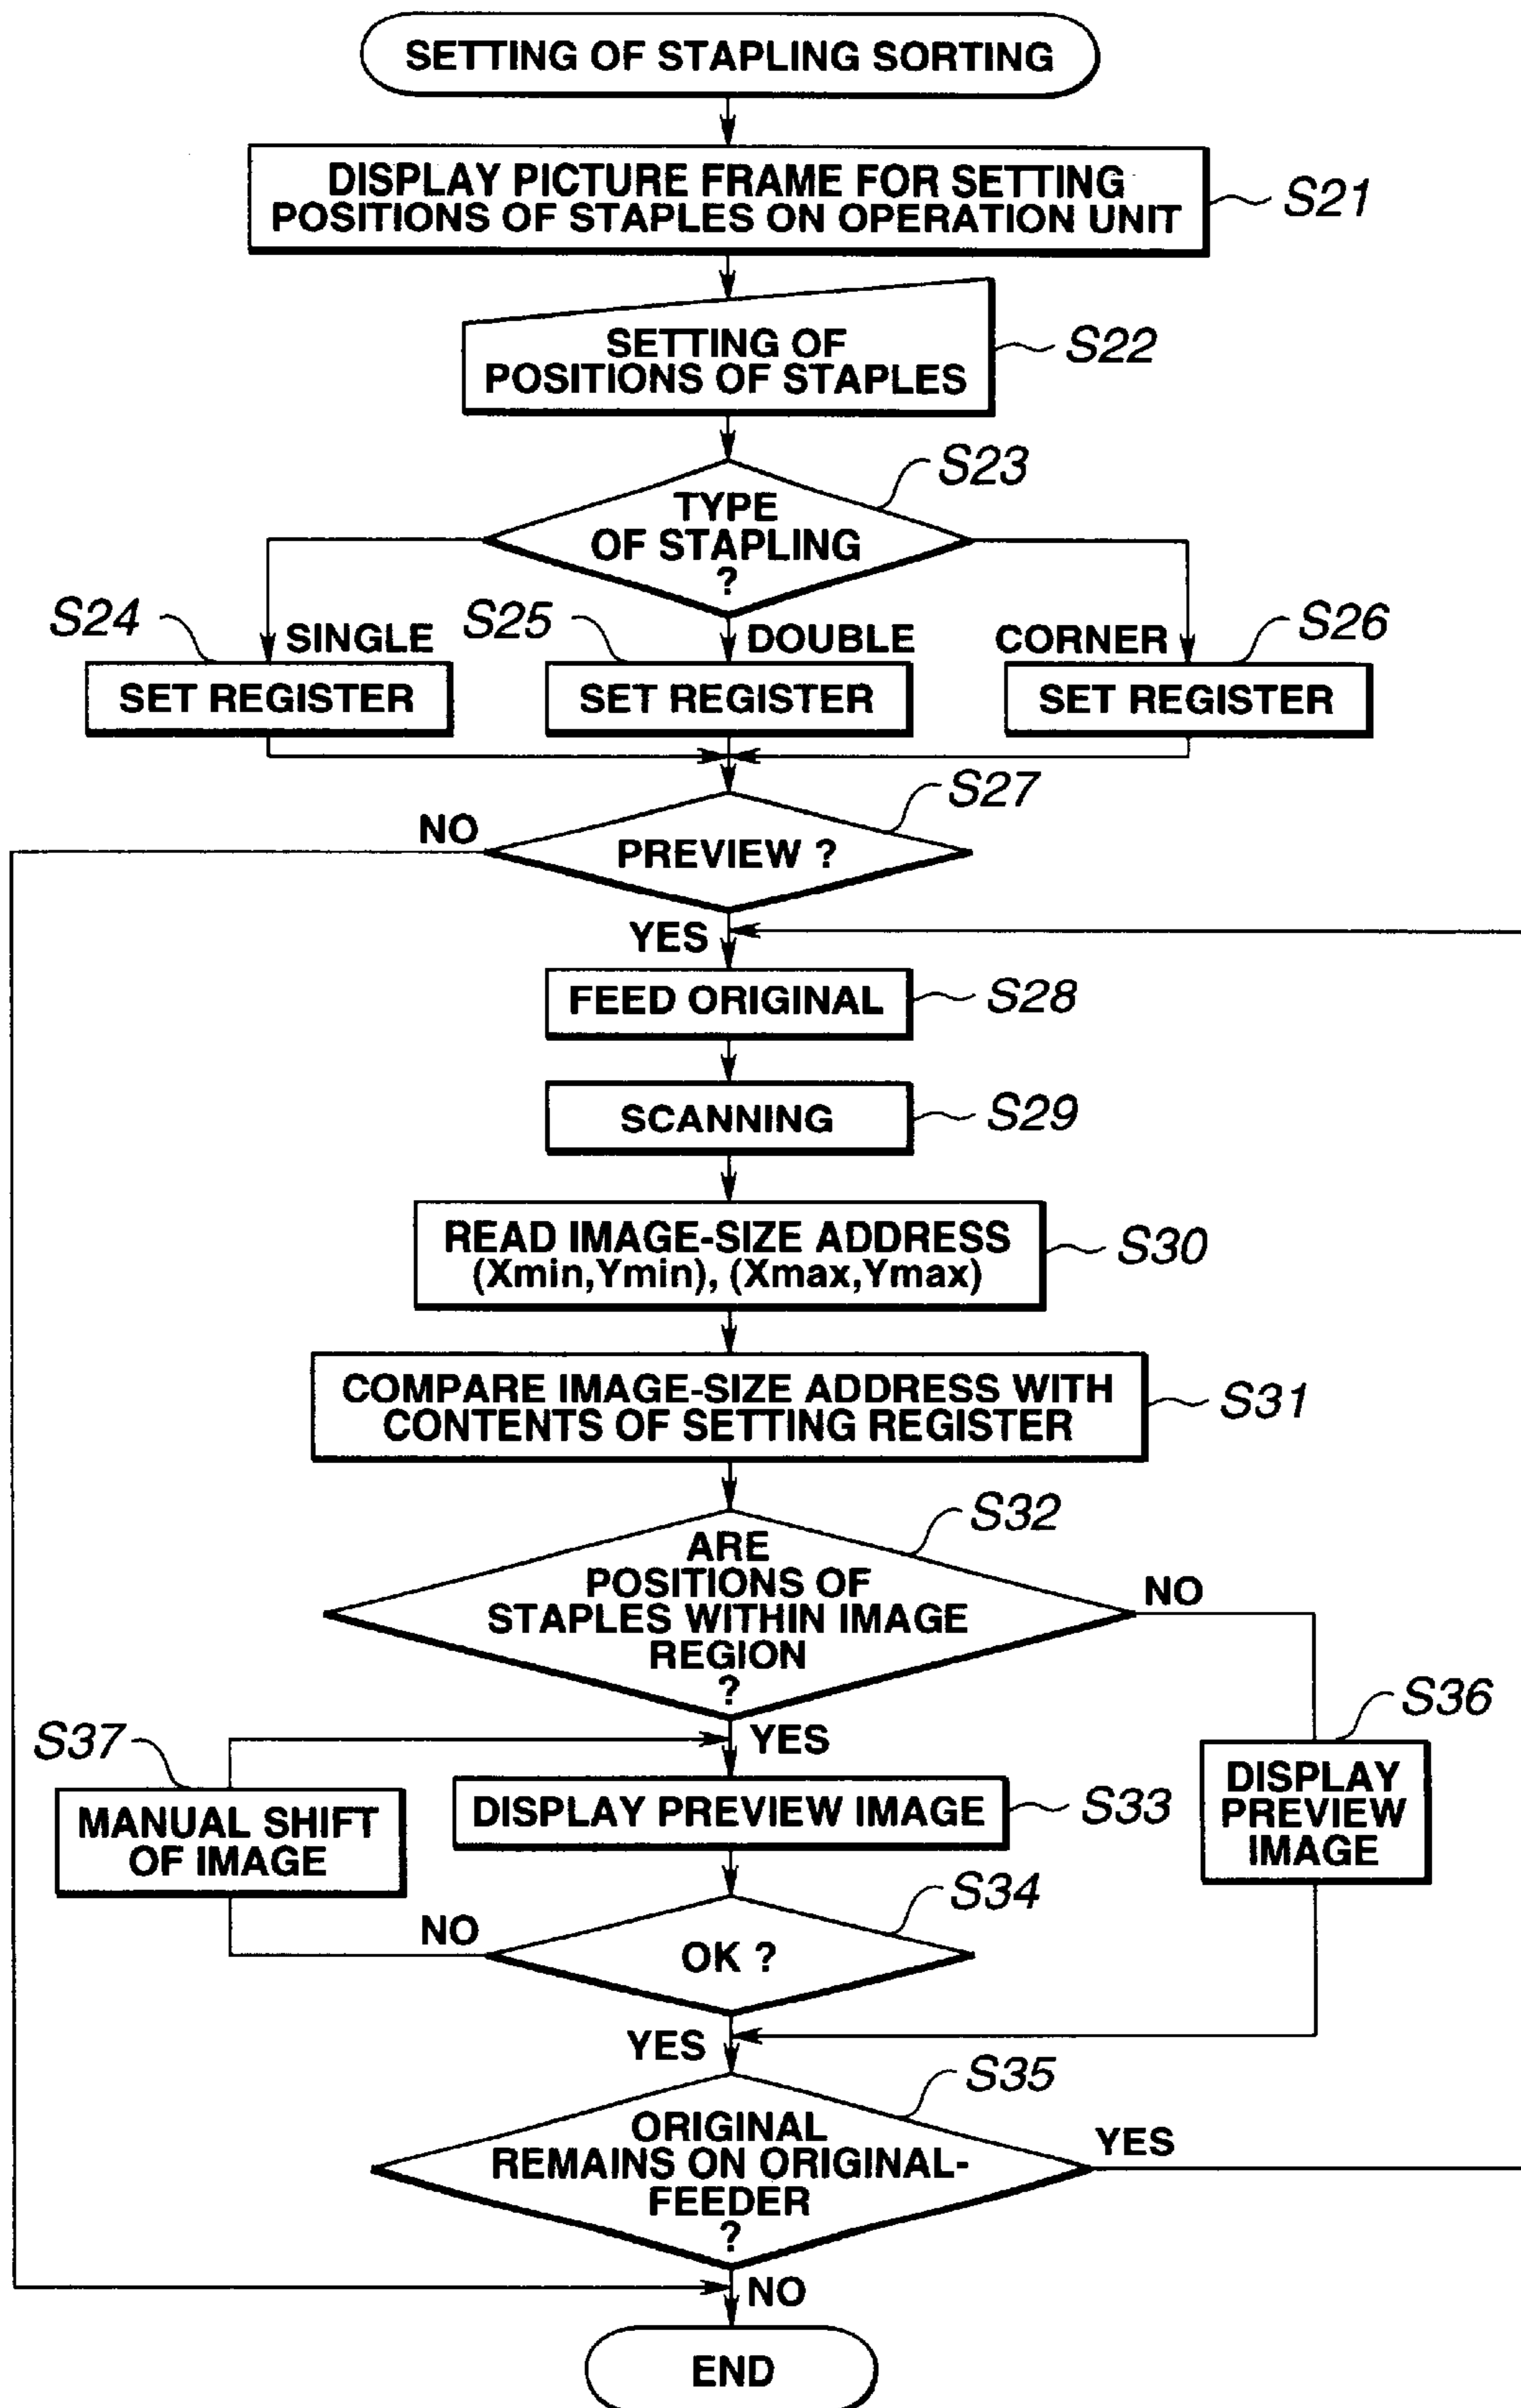 SETTING OF STAPLING SORTING
DISPLAY PICTURE FRAME FOR SETTING
POSITIONS OF STAPLES ON OPERATION UNIT
S21
SETTING OF
POSITIONS OF STAPLES
S22
S23
TYPE
OF STAPLING
?
S24
SINGLE
S25
DOUBLE
CORNER
S26
SET REGISTER
SET REGISTER
SET REGISTER
S27
NO
PREVIEW ?
YES
FEED ORIGINAL
S28
SCANNING
S29
READ IMAGE-SIZE ADDRESS
(Xmin,Ymin), (Xmax,Ymax)
S30
COMPARE IMAGE-SIZE ADDRESS WITH
CONTENTS OF SETTING REGISTER
S31
S32
ARE
POSITIONS OF
STAPLES WITHIN IMAGE
REGION
?
NO
YES
S37
S36
MANUAL SHIFT
OF IMAGE
DISPLAY PREVIEW IMAGE
S33
DISPLAY
PREVIEW
IMAGE
S34
NO
OK ?
YES
S35
ORIGINAL
REMAINS ON ORIGINAL-
FEEDER
?
YES
NO
END